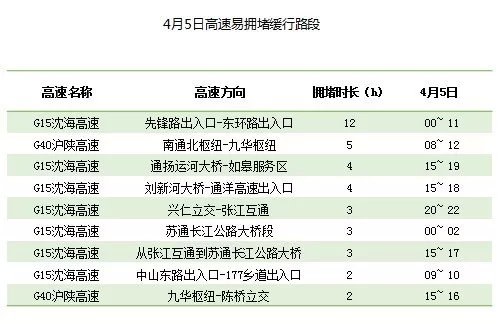 4月5日高速易拥堵缓行路段
高速名称 高速方向 拥堵时长（h） 4月5日
G15沈海高速 先锋路出入口-东环路出入口 12 00~ 11
G40沪陕高速 南通北枢纽-九华枢纽 5 08~ 12
G15沈海高速 通扬运河大桥-如皋服务区 4 15~ 19
G15沈海高速 刘新河大桥-通洋高速出入口 4 15~ 18
G15沈海高速 兴仁立交-张江互通 3 20~ 22
G15沈海高速 苏通长江公路大桥段 3 00~ 02
G15沈海高速 从张江互通到苏通长江公路大桥 3 15~ 17
G15沈海高速 中山东路出入口-177乡道出入口 2 09~ 10
G40沪陕高速 九华枢纽-陈桥立交 2 15~ 16